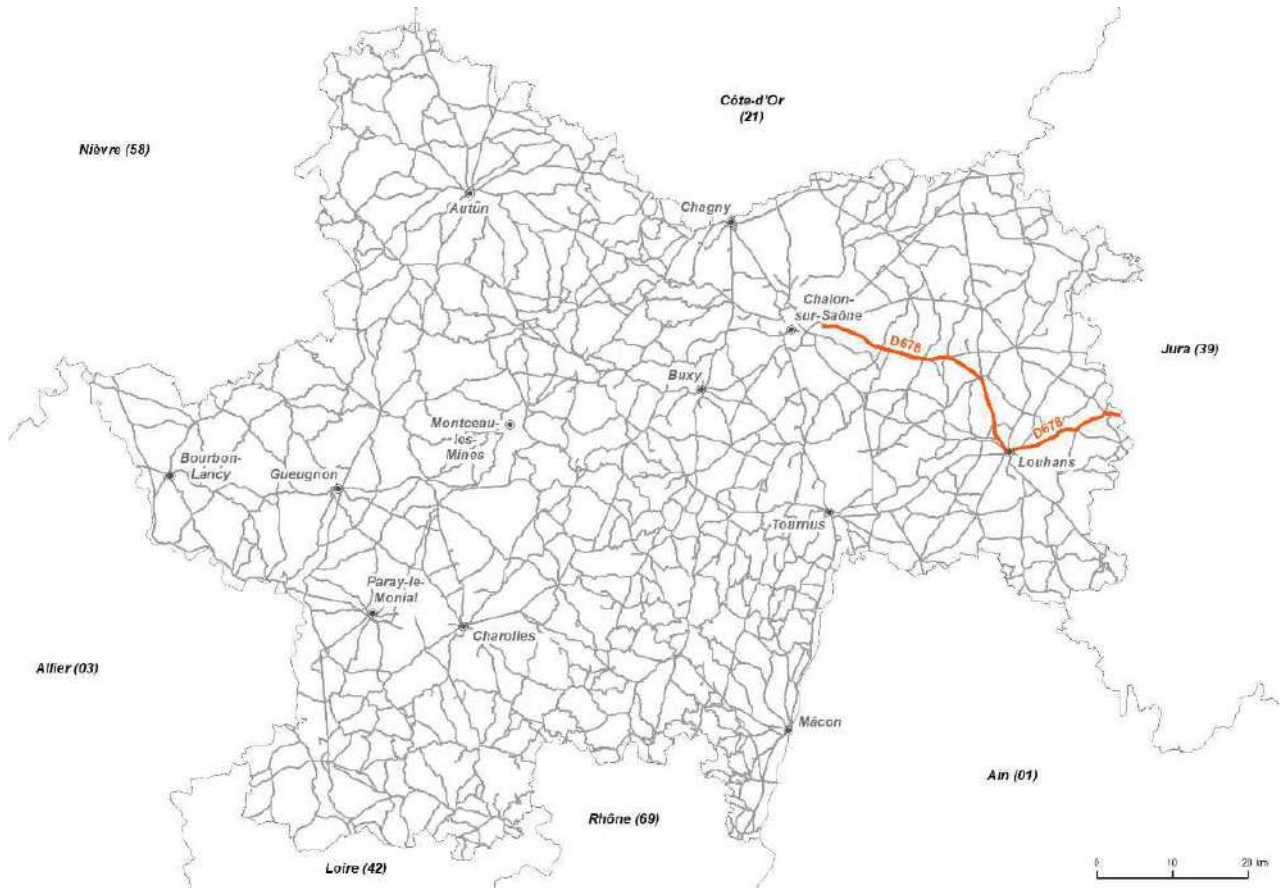 Côte-d'Or
(21)
Nièvre (58)
Autun
Chagny
Chalon-
sur-Saône
D678
Jura (39)
Buxy
Montceau-
les-
Mines
D678
Bourbon-
Lancy
Gueugnon
Louhans
Tournus
Paray-le-
Monial
Charolles
Allier (03)
Mâcon
Ain (01)
Rhône (69)
Loire (42)
0 10 20 km